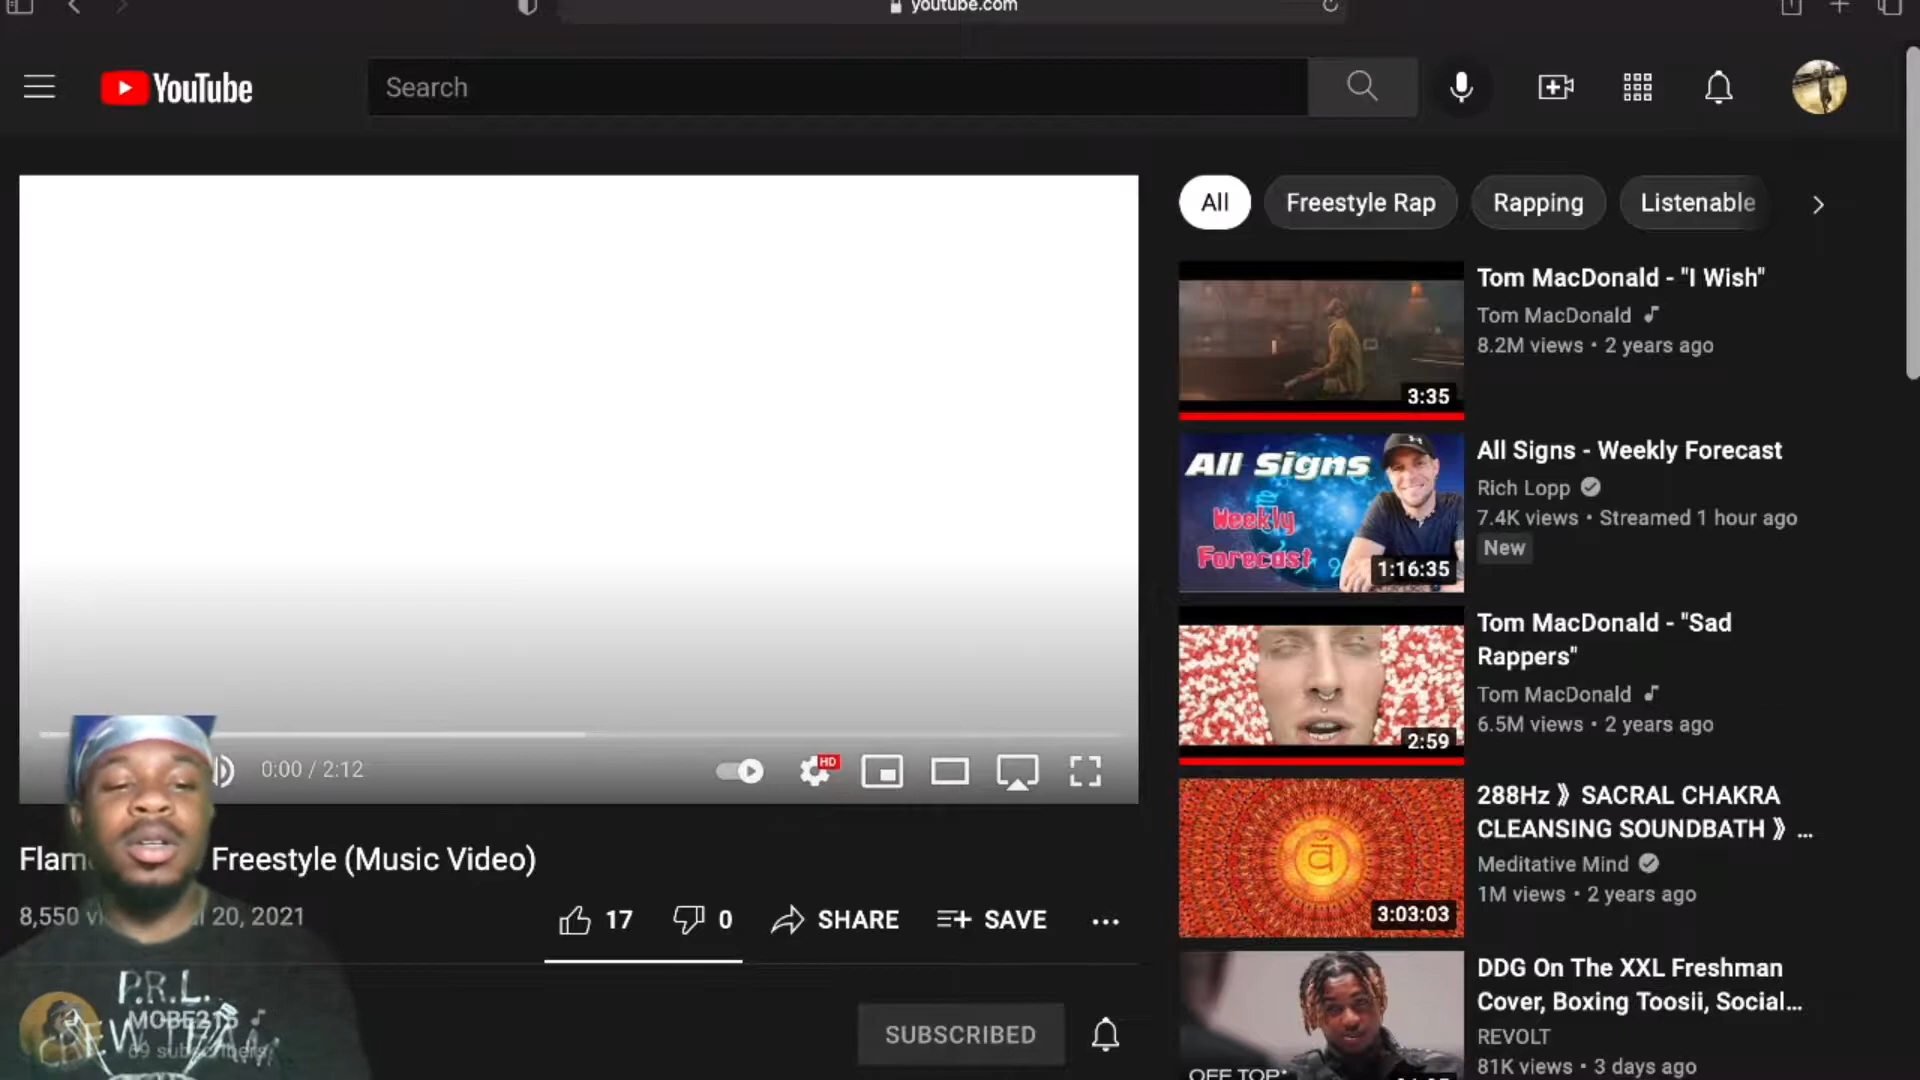 youtube.com
YouTube
Search
All
Freestyle Rap
Rapping
Listenable
Tom MacDonald - "I Wish"
Tom MacDonald
8.2M views • 2 years ago
3:35
All Signs
Weekly
Forecast
1:16:35
All Signs - Weekly Forecast
Rich Lopp
7.4K views • Streamed 1 hour ago
New
Tom MacDonald - "Sad
Rappers"
Tom MacDonald
6.5M views • 2 years ago
2:59
288Hz 》 SACRAL CHAKRA
CLEANSING SOUNDBATH 》 ...
Meditative Mind
1M views • 2 years ago
वं
3:03:03
DDG On The XXL Freshman
Cover, Boxing Toosii, Social...
REVOLT
81K views • 3 days ago
OFF TOP*
0:00 / 2:12
HD
Freestyle (Music Video)
8,550
20, 2021
17
0
SHARE
SAVE
P.R.L.
MOBE215
69 subscribers
SUBSCRIBED